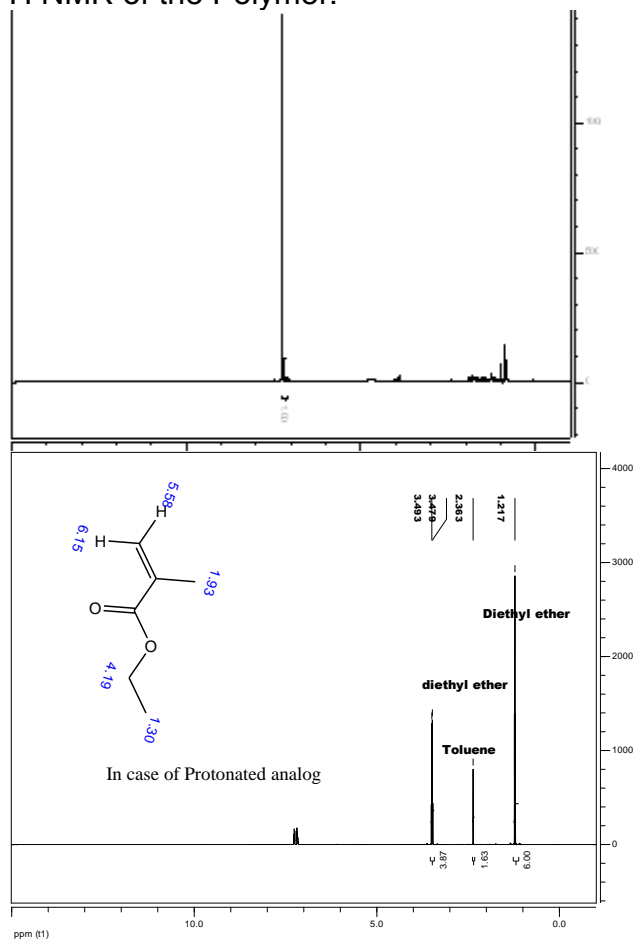 H NMR of the Polymer:
4000
3000
2000
1000
0
3.493
3.479
2.363
1.217
5.58
H
H
6.15
1.93
O
O
4.19
1.30
In case of Protonated analog
Diethyl ether
diethyl ether
Toluene
3.87
1.63
6.00
10.0
5.0
0.0
ppm (t1)